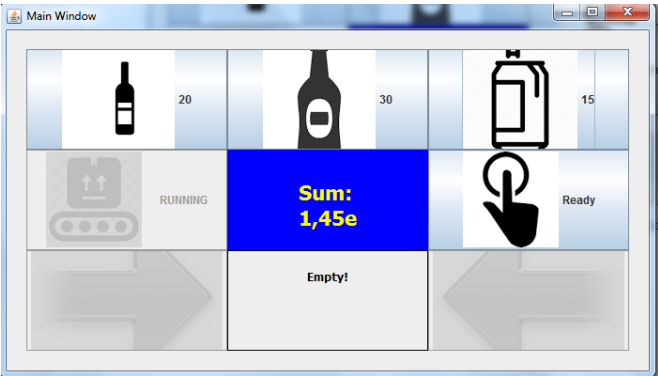 Main Window
20
30
15
RUNNING
Sum:
1,45e
Ready
Empty!